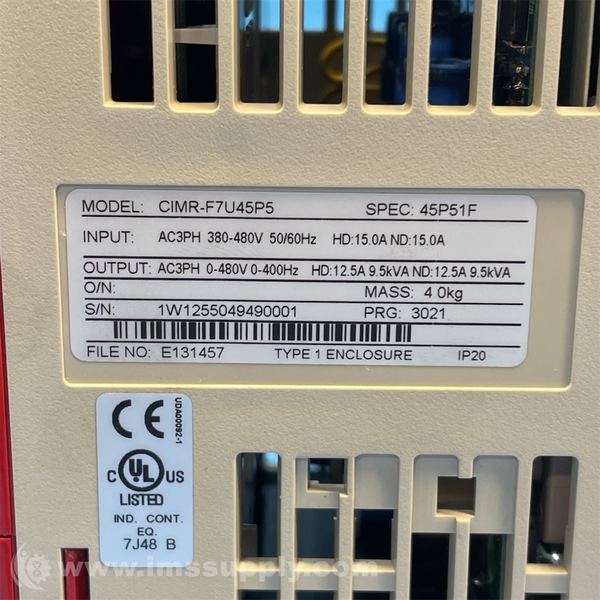 MODEL: CIMR-F7U45P5 SPEC: 45P51F
INPUT: AC3PH 380-480V 50/60Hz HD:15.0A ND:15.0A
OUTPUT: AC3PH 0-480V 0-400Hz HD:12.5A 9.5kVA ND:12.5A 9.5kVA
O/N: MASS: 4.0kg
S/N: 1W1255049490001 PRG: 3021
FILE NO: E131457 TYPE 1 ENCLOSURE IP20
CE
UDA00092-1
C UL US
LISTED
IND. CONT.
EQ.
7J48 B
www.imssupply.com